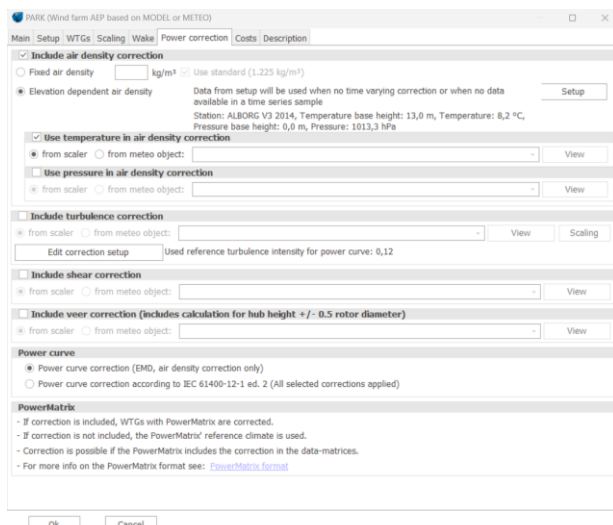 PARK (Wind farm AEP based on MODEL or METEO)
Main Setup WTGs Scaling Wake Power correction Costs Description
Include air density correction
Fixed air density kg/m³ Use standard (1.225 kg/m³)
Elevation dependent air density Data from setup will be used when no time varying correction or when no data Setup
available in a time series sample
Station: ALBORG V3 2014, Temperature base height: 13,0 m, Temperature: 8,2 °C,
Pressure base height: 0,0 m, Pressure: 1013,3 hPa
Use temperature in air density correction
from scaler from meteo object: View
Use pressure in air density correction
from scaler from meteo object: View
Include turbulence correction
from scaler from meteo object: View Scaling
Edit correction setup Used reference turbulence intensity for power curve: 0,12
Include shear correction
from scaler from meteo object: View
Include veer correction (includes calculation for hub height +/- 0.5 rotor diameter)
from scaler from meteo object: View
Power curve
Power curve correction (EMD, air density correction only)
Power curve correction according to IEC 61400-12-1 ed. 2 (All selected corrections applied)
PowerMatrix
- If correction is included, WTGs with PowerMatrix are corrected.
- If correction is not included, the PowerMatrix' reference climate is used.
- Correction is possible if the PowerMatrix includes the correction in the data-matrices.
- For more info on the PowerMatrix format see: PowerMatrix format
Ok Cancel